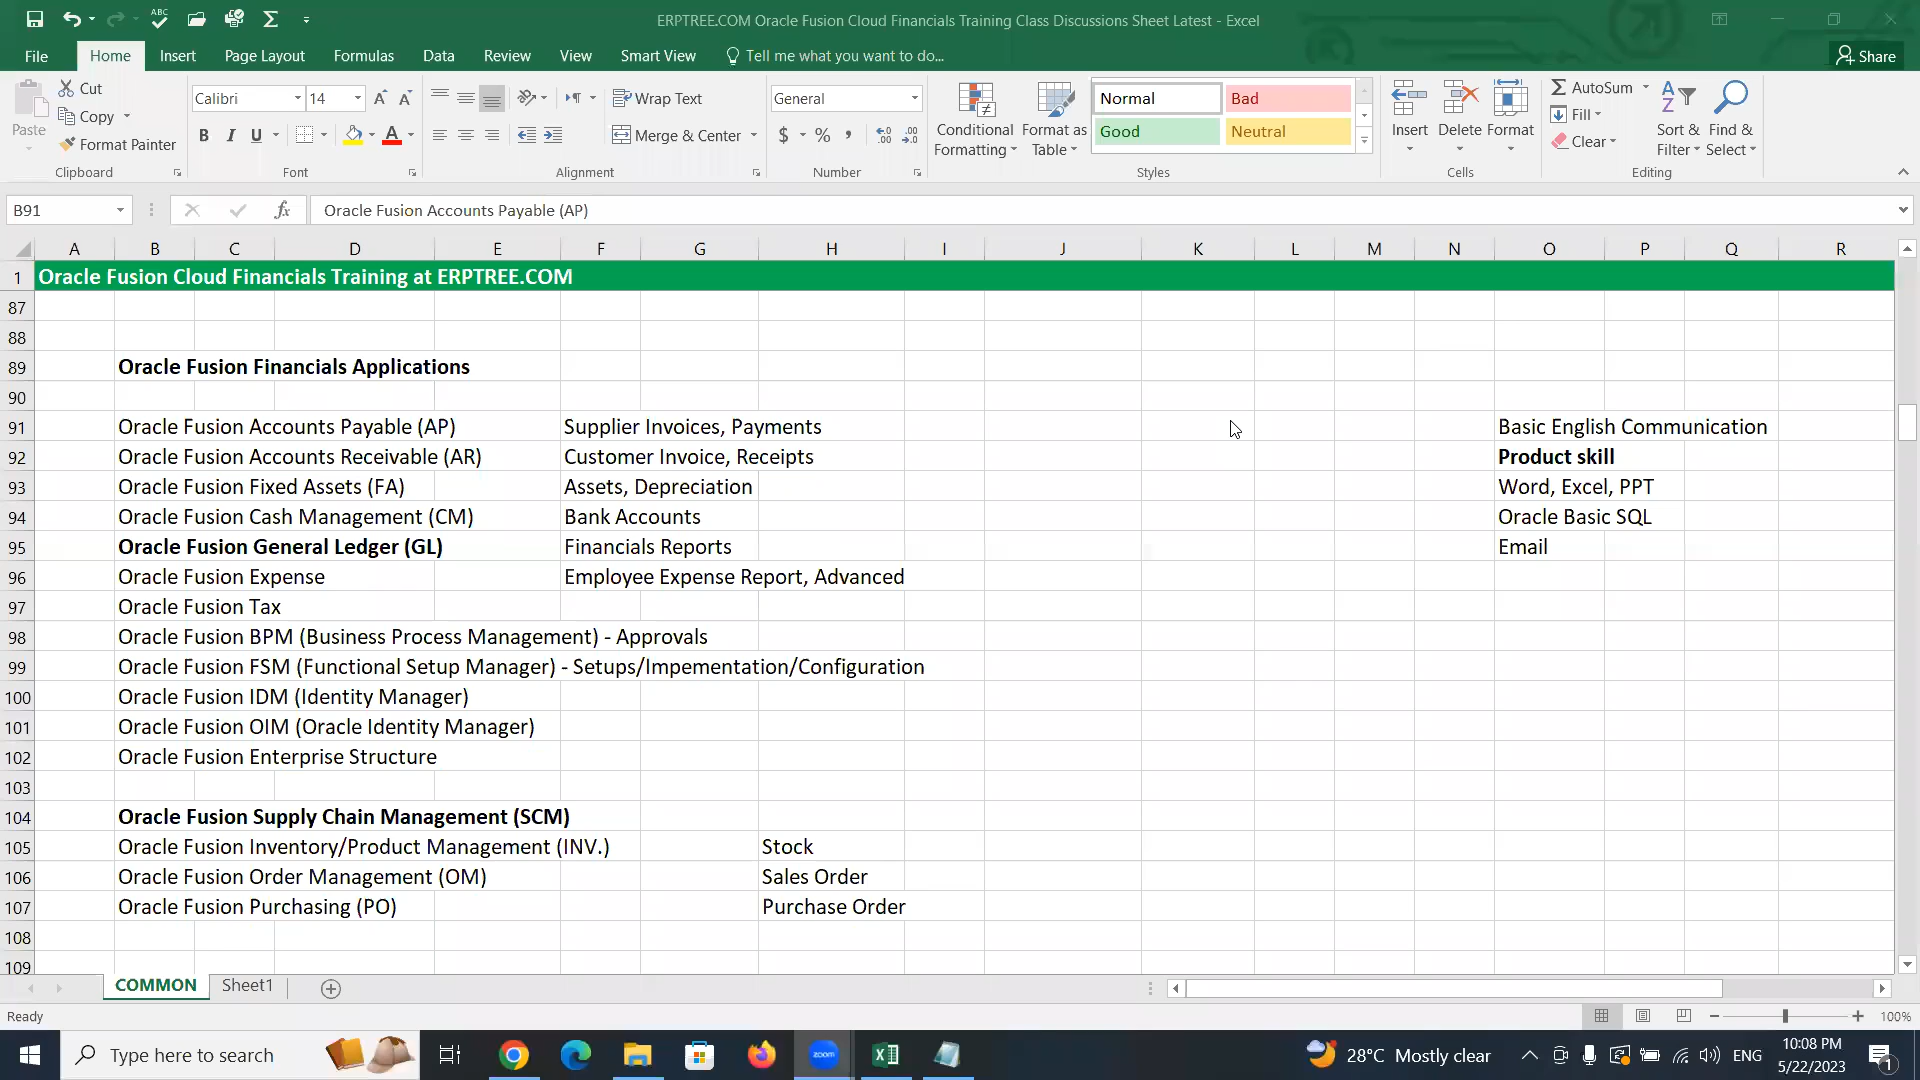 ERPTREE.COM Oracle Fusion Cloud Financials Training Class Discussions Sheet Latest - Excel
File Home Insert Page Layout Formulas Data Review View Smart View Tell me what you want to do... Share
Paste Cut Copy Format Painter Clipboard
Calibri 14 B I U A Font
Wrap Text Merge & Center Alignment
General $ % , Number
Conditional Formatting Format as Table
Normal Bad Good Neutral Styles
Insert Delete Format Cells
AutoSum Fill Clear Sort & Filter Find & Select Editing
B91 fx Oracle Fusion Accounts Payable (AP)
A B C D E F G H I J K L M N O P Q R
1 Oracle Fusion Cloud Financials Training at ERPTREE.COM
87
88
89 Oracle Fusion Financials Applications
90
91 Oracle Fusion Accounts Payable (AP) Supplier Invoices, Payments Basic English Communication
92 Oracle Fusion Accounts Receivable (AR) Customer Invoice, Receipts Product skill
93 Oracle Fusion Fixed Assets (FA) Assets, Depreciation Word, Excel, PPT
94 Oracle Fusion Cash Management (CM) Bank Accounts Oracle Basic SQL
95 Oracle Fusion General Ledger (GL) Financials Reports Email
96 Oracle Fusion Expense Employee Expense Report, Advanced
97 Oracle Fusion Tax
98 Oracle Fusion BPM (Business Process Management) - Approvals
99 Oracle Fusion FSM (Functional Setup Manager) - Setups/Impementation/Configuration
100 Oracle Fusion IDM (Identity Manager)
101 Oracle Fusion OIM (Oracle Identity Manager)
102 Oracle Fusion Enterprise Structure
103
104 Oracle Fusion Supply Chain Management (SCM)
105 Oracle Fusion Inventory/Product Management (INV.) Stock
106 Oracle Fusion Order Management (OM) Sales Order
107 Oracle Fusion Purchasing (PO) Purchase Order
108
109
COMMON Sheet1
Ready 100%
Type here to search zoom 28°C Mostly clear ENG 10:08 PM 5/22/2023 1